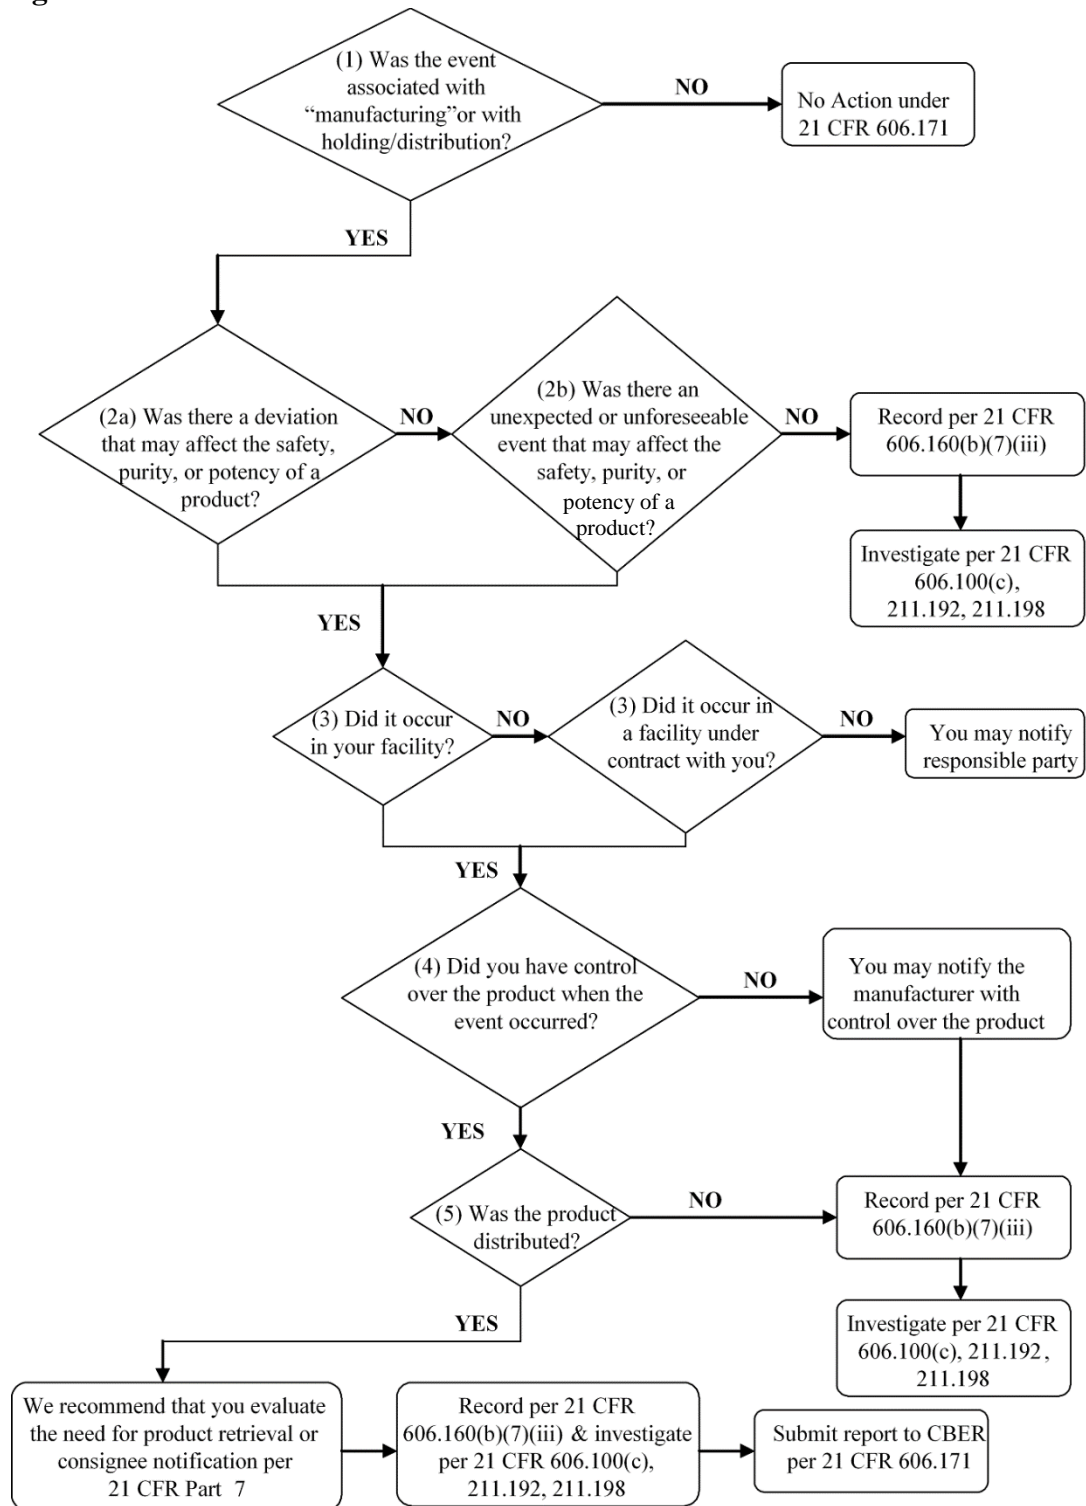 (1) Was the event
associated with
“manufacturing”or with
holding/distribution?
NO
No Action under
21 CFR 606.171
YES
(2a) Was there a deviation
that may affect the safety,
purity, or potency of a
product?
NO
(2b) Was there an
unexpected or unforeseeable
event that may affect the
safety, purity, or
potency of a
product?
NO
Record per 21 CFR
606.160(b)(7)(iii)
Investigate per 21 CFR
606.100(c),
211.192, 211.198
YES
(3) Did it occur
in your facility?
NO
(3) Did it occur in
a facility under
contract with you?
NO
You may notify
responsible party
YES
(4) Did you have control
over the product when the
event occurred?
NO
You may notify the
manufacturer with
control over the product
YES
(5) Was the product
distributed?
NO
Record per 21 CFR
606.160(b)(7)(iii)
Investigate per 21 CFR
606.100(c), 211.192 ,
211.198
YES
We recommend that you evaluate
the need for product retrieval or
consignee notification per
21 CFR Part 7
Record per 21 CFR
606.160(b)(7)(iii) & investigate
per 21 CFR 606.100(c),
211.192, 211.198
Submit report to CBER
per 21 CFR 606.171